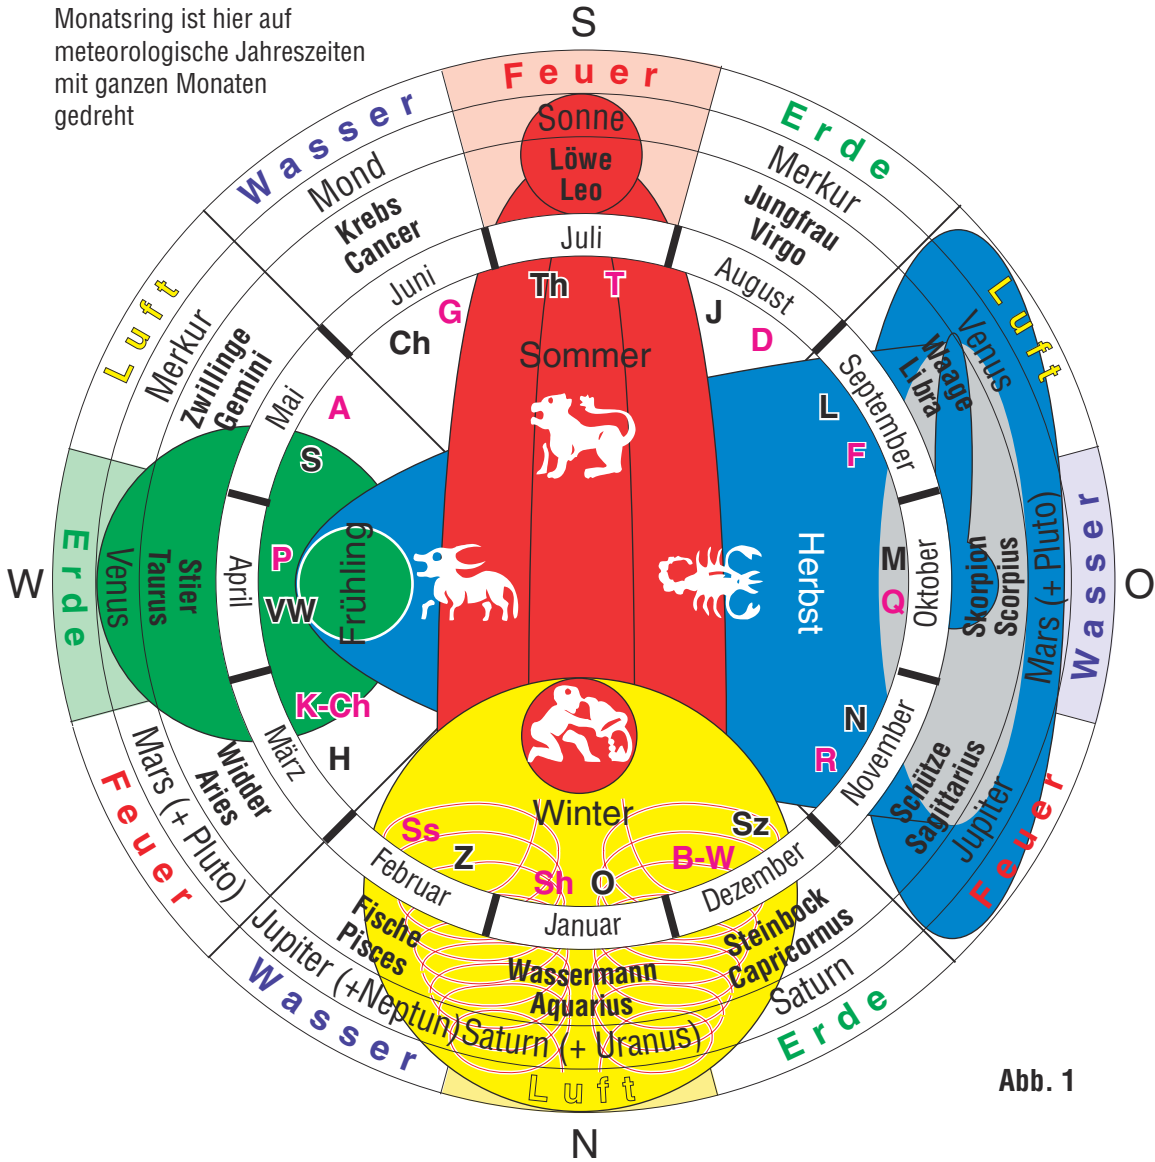 Monatsring ist hier auf
meteorologische Jahreszeiten
mit ganzen Monaten
gedreht
S
Feuer
Sonne
Löwe
Leo
Juli
Erde
Merkur
Jungfrau
Virgo
August
Luft
Venus
Waage
Libra
September
Wasser
Mars (+ Pluto)
Skorpion
Scorpius
Oktober
O
Feuer
Jupiter
Schütze
Sagittarius
November
Erde
Saturn
Steinbock
Capricornus
Dezember
Luft
Saturn (+ Uranus)
Wassermann
Aquarius
Januar
N
Wasser
Jupiter (+Neptun)
Fische
Pisces
Februar
Feuer
Mars (+ Pluto)
Widder
Aries
März
Erde
Venus
Stier
Taurus
April
W
Luft
Merkur
Zwillinge
Gemini
Mai
Wasser
Mond
Krebs
Cancer
Juni
Th
T
J
D
L
F
M
Q
N
R
Sz
B-W
O
Sh
Z
Ss
H
K-Ch
VW
P
S
A
Ch
G
Sommer
Herbst
Winter
Frühling
Abb. 1